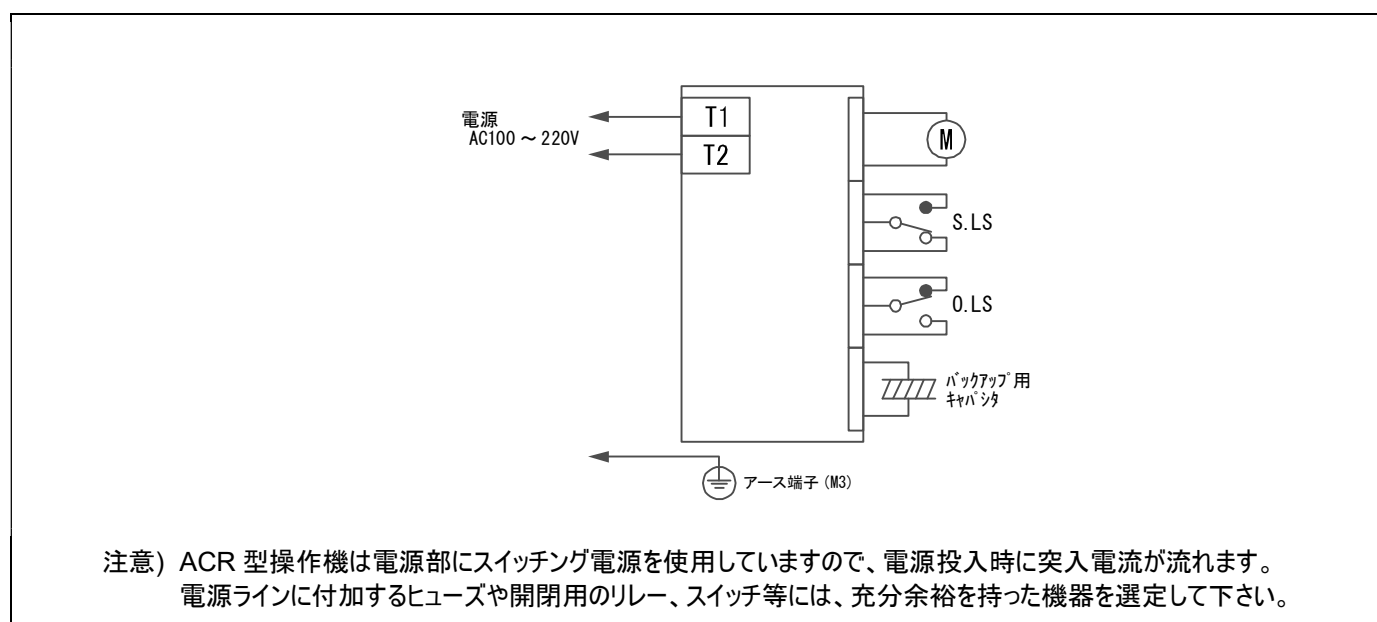 電源
AC100 ～ 220V
T1
T2
M
S.LS
O.LS
バックアップ用
キャパシタ
アース端子 (M3)
注意) ACR 型操作機は電源部にスイッチング電源を使用していますので、電源投入時に突入電流が流れます。
電源ラインに付加するヒューズや開閉用のリレー、スイッチ等には、充分余裕を持った機器を選定して下さい。